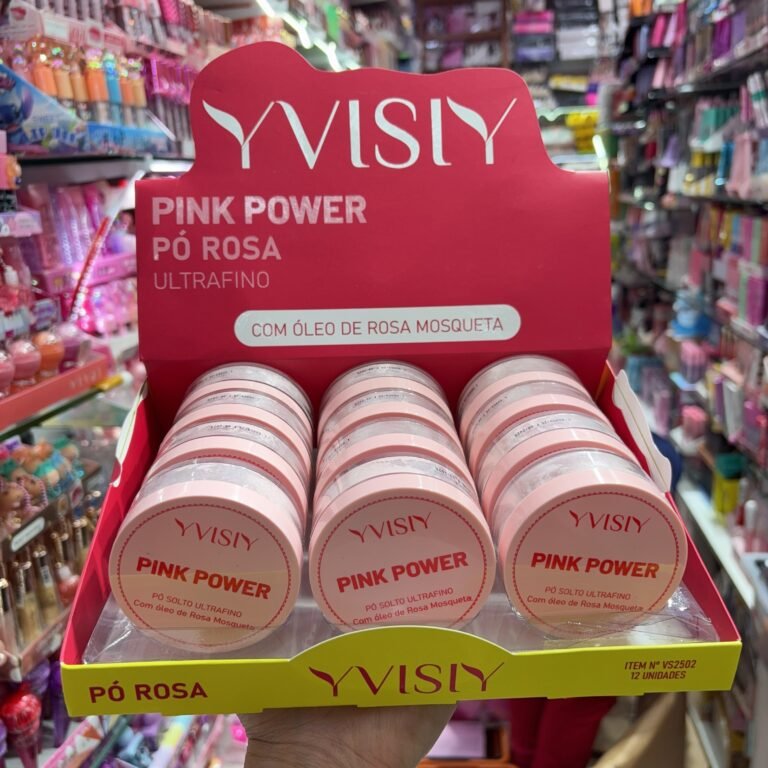 YVISIY
PINK POWER
PÓ ROSA
ULTRAFINO
COM ÓLEO DE ROSA MOSQUETA
YVISIY
PINK POWER
PÓ SOLTO ULTRAFINO
Com óleo de Rosa Mosqueta
YVISIY
PINK POWER
PÓ SOLTO ULTRAFINO
Com óleo de Rosa Mosqueta
YVISIY
PINK POWER
PÓ SOLTO ULTRAFINO
Com óleo de Rosa Mosqueta
PÓ ROSA
YVISIY
ITEM Nº VS2502
12 UNIDADES